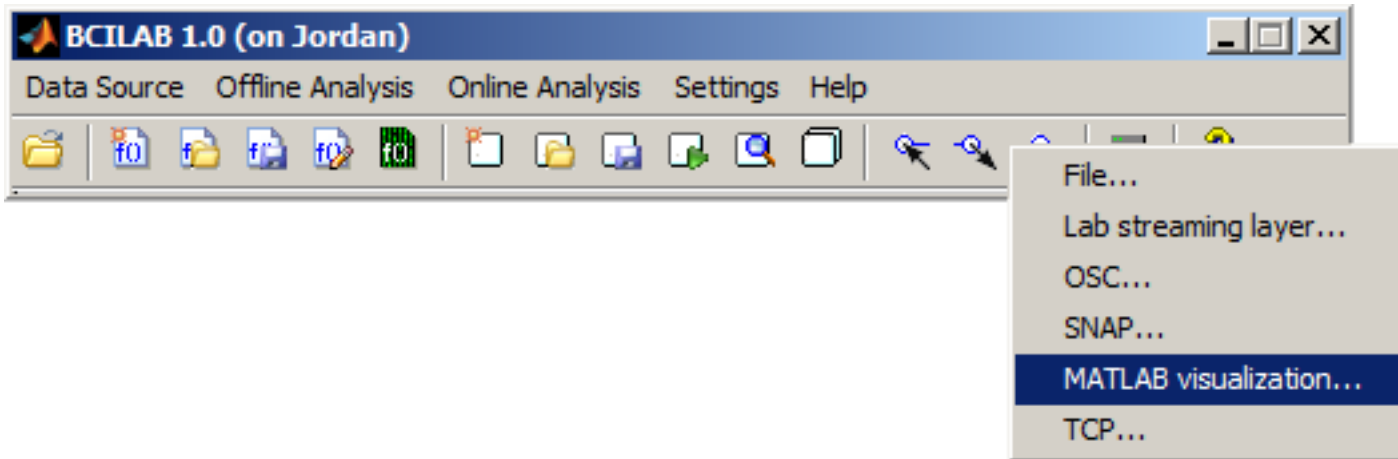 BCILAB 1.0 (on Jordan)
Data Source Offline Analysis Online Analysis Settings Help
f() f() f() f() f()
File...
Lab streaming layer...
OSC...
SNAP...
MATLAB visualization...
TCP...